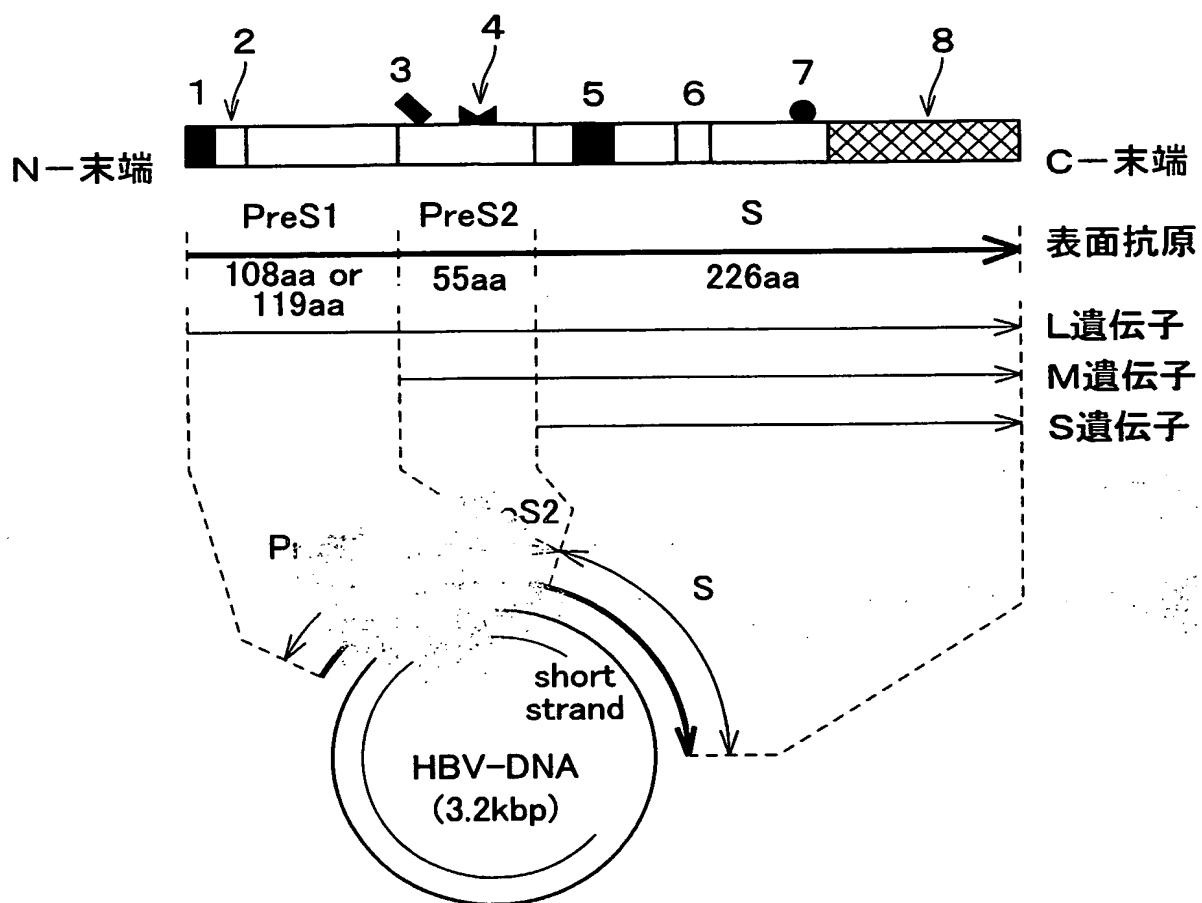 2
4
8
1
3
5
6
7
N－末端
C－末端
PreS1
PreS2
S
表面抗原
108aa or
119aa
55aa
226aa
L遺伝子
M遺伝子
S遺伝子
S2
S
short
strand
HBV－DNA
(3.2kbp)